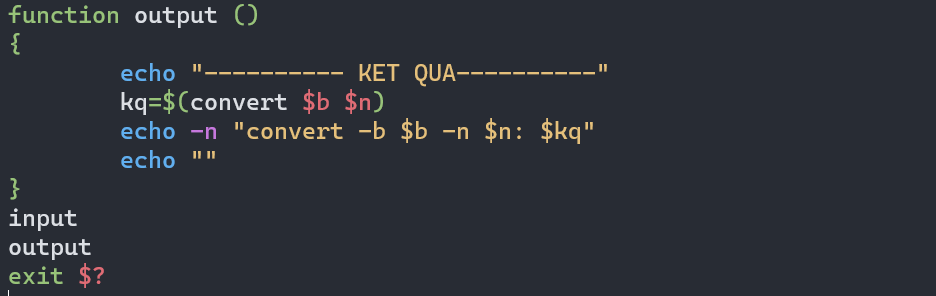 function output ()
{
        echo "---------- KET QUA----------"
        kq=$(convert $b $n)
        echo -n "convert -b $b -n $n: $kq"
        echo ""
}
input
output
exit $?